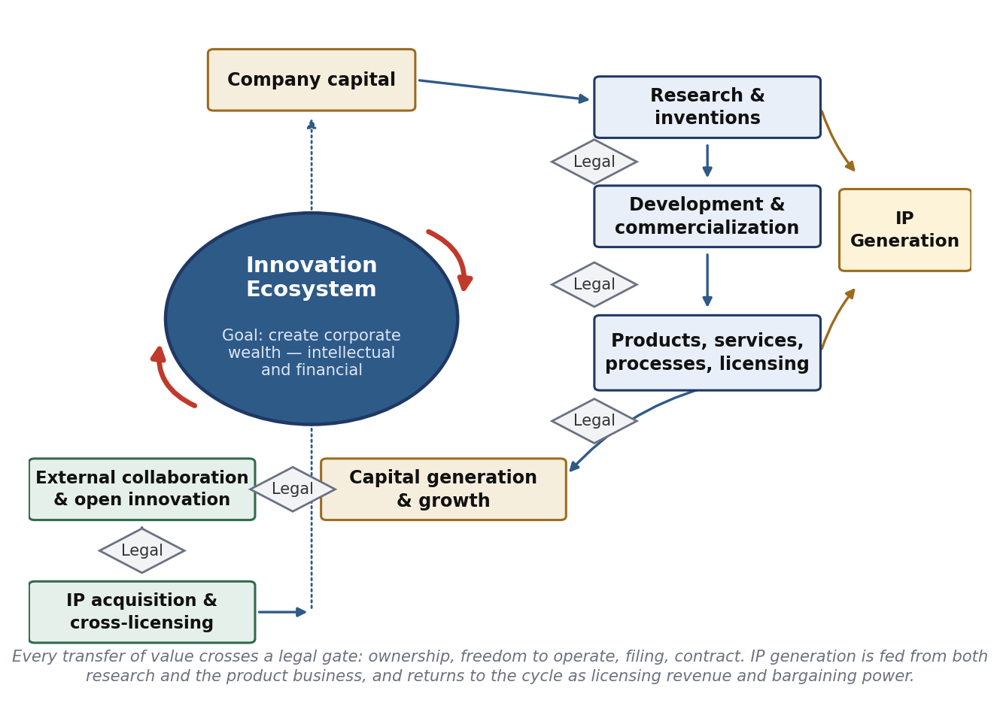 Company capital
Research &
inventions
Legal
Development &
commercialization
IP
Generation
Innovation
Ecosystem
Goal: create corporate
wealth — intellectual
and financial
Legal
Products, services,
processes, licensing
Legal
External collaboration
& open innovation
Legal
Capital generation
& growth
Legal
IP acquisition &
cross-licensing
Every transfer of value crosses a legal gate: ownership, freedom to operate, filing, contract. IP generation is fed from both
research and the product business, and returns to the cycle as licensing revenue and bargaining power.